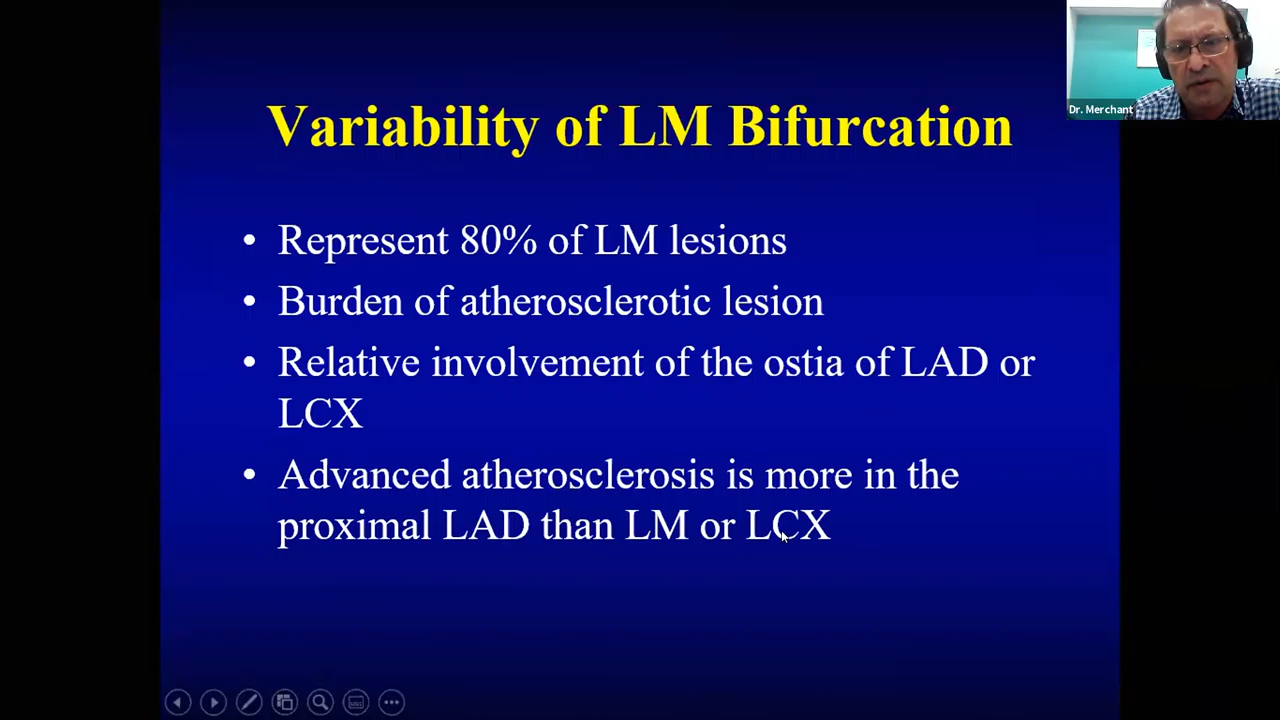 Variability of LM Bifurcation
• Represent 80% of LM lesions
• Burden of atherosclerotic lesion
• Relative involvement of the ostia of LAD or
LCX
• Advanced atherosclerosis is more in the
proximal LAD than LM or LCX
Dr. Merchant